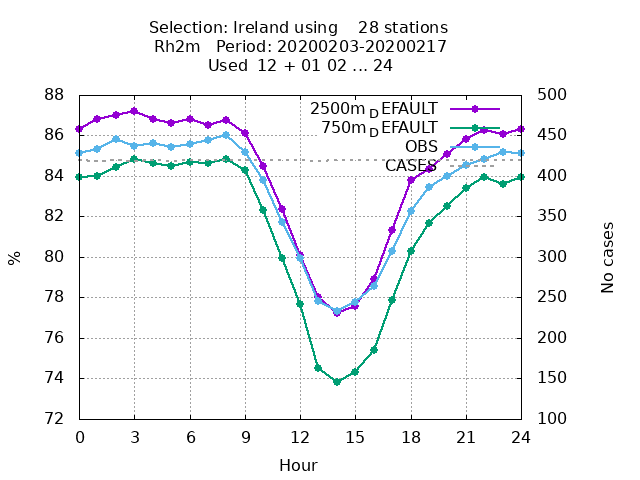 Selection: Ireland using    28 stations
Rh2m   Period: 20200203-20200217
Used  12 + 01 02 ... 24
88 500
2500m_DEFAULT
750m_DEFAULT
86 450
OBS
CASES
84 400
82 350
80 300
% No cases
78 250
76 200
74 150
72 100
0 3 6 9 12 15 18 21 24
Hour